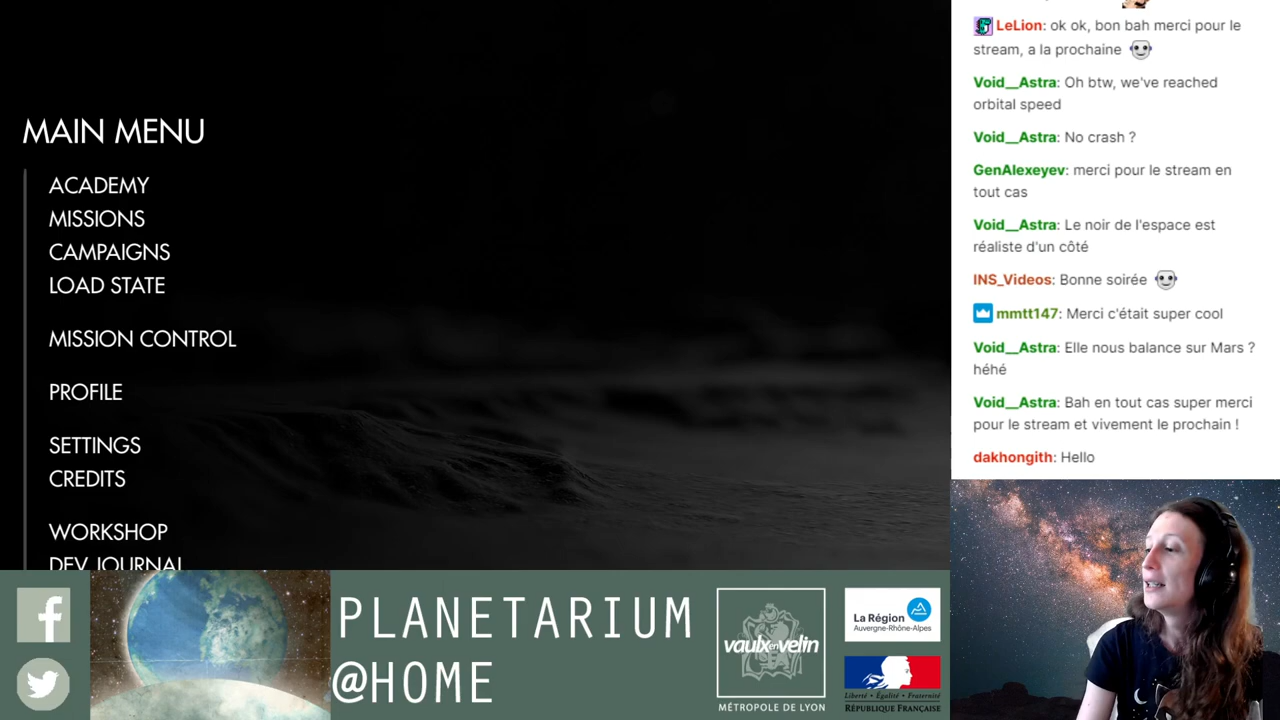 MAIN MENU
ACADEMY
MISSIONS
CAMPAIGNS
LOAD STATE
MISSION CONTROL
PROFILE
SETTINGS
CREDITS
WORKSHOP
DEV JOURNAL
LeLion: ok ok, bon bah merci pour le
stream, a la prochaine
Void__Astra: Oh btw, we've reached
orbital speed
Void__Astra: No crash ?
GenAlexeyev: merci pour le stream en
tout cas
Void__Astra: Le noir de l'espace est
réaliste d'un côté
INS_Videos: Bonne soirée
mmtt147: Merci c'était super cool
Void__Astra: Elle nous balance sur Mars ?
héhé
Void__Astra: Bah en tout cas super merci
pour le stream et vivement le prochain !
dakhongith: Hello
PLANETARIUM
@HOME
vaulx en velin
MÉTROPOLE DE LYON
La Région
Auvergne-Rhône-Alpes
Liberté • Égalité • Fraternité
RÉPUBLIQUE FRANÇAISE